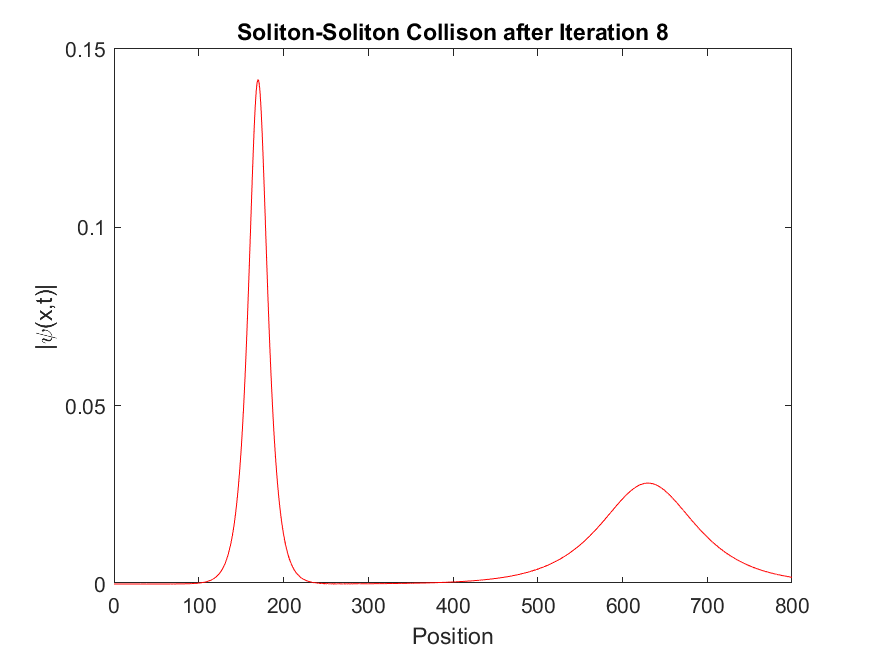 Soliton-Soliton Collison after Iteration 8
0.15
0.1
0.05
0
|ψ(x,t)|
0 100 200 300 400 500 600 700 800
Position